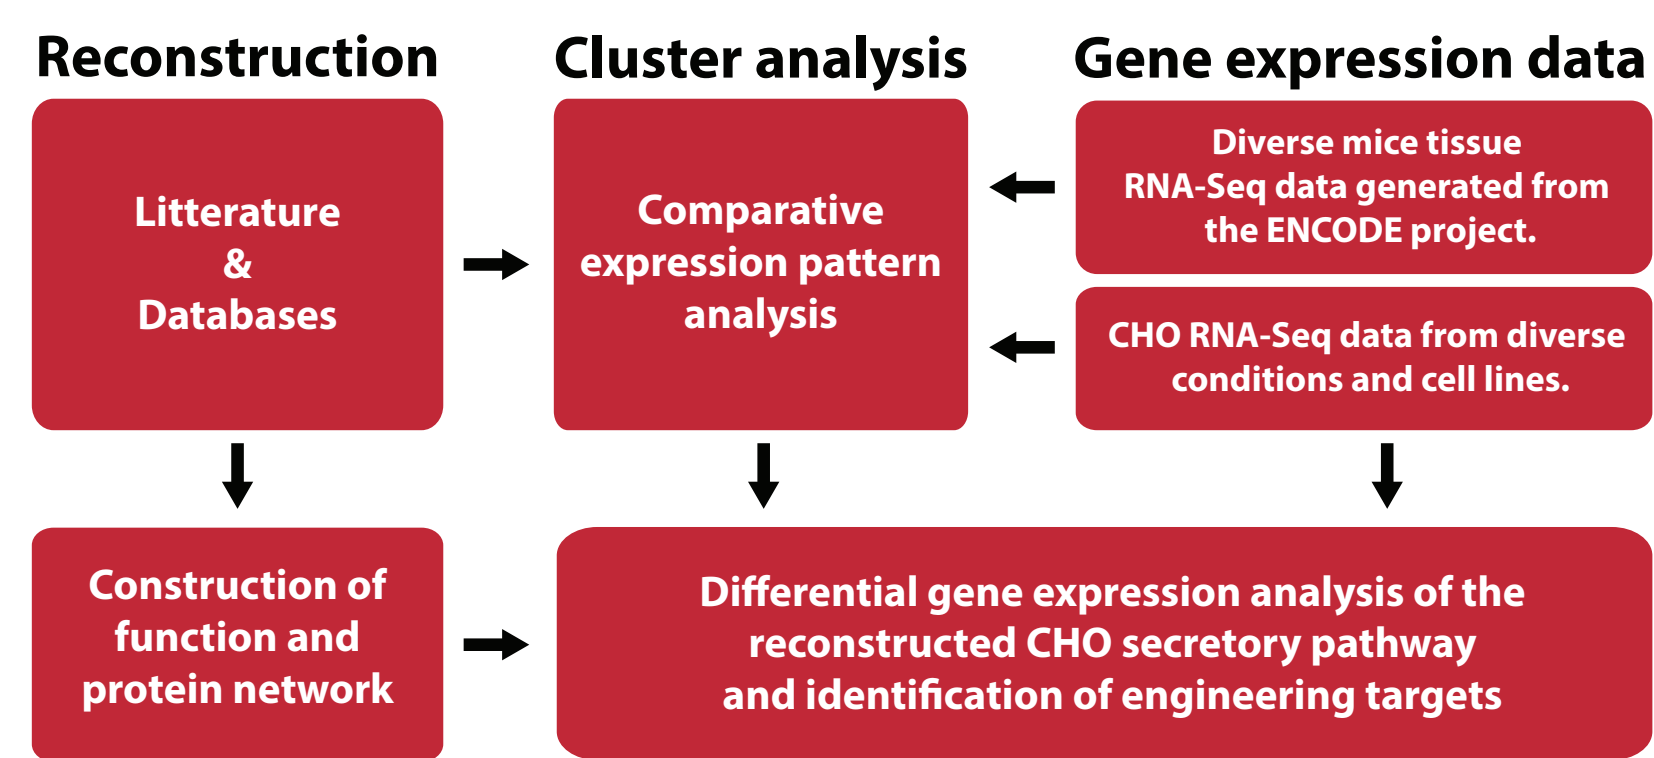 Reconstruction
Litterature
&
Databases
Cluster analysis
Comparative
expression pattern
analysis
Gene expression data
Diverse mice tissue
RNA-Seq data generated from
the ENCODE project.
CHO RNA-Seq data from diverse
conditions and cell lines.
Construction of
function and
protein network
Differential gene expression analysis of the
reconstructed CHO secretory pathway
and identification of engineering targets